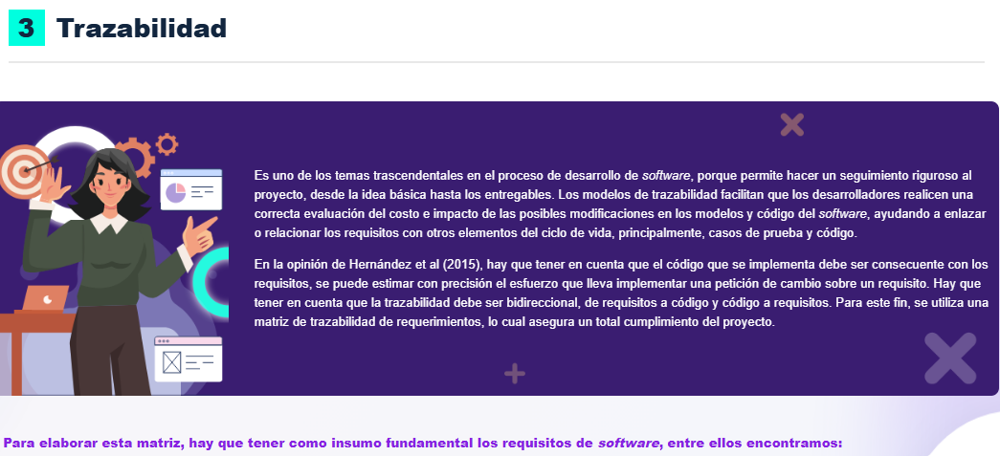 3 Trazabilidad
Es uno de los temas trascendentales en el proceso de desarrollo de software, porque permite hacer un seguimiento riguroso al
proyecto, desde la idea básica hasta los entregables. Los modelos de trazabilidad facilitan que los desarrolladores realicen una
correcta evaluación del costo e impacto de las posibles modificaciones en los modelos y código del software, ayudando a enlazar
o relacionar los requisitos con otros elementos del ciclo de vida, principalmente, casos de prueba y código.
En la opinión de Hernández et al (2015), hay que tener en cuenta que el código que se implementa debe ser consecuente con los
requisitos, se puede estimar con precisión el esfuerzo que lleva implementar una petición de cambio sobre un requisito. Hay que
tener en cuenta que la trazabilidad debe ser bidireccional, de requisitos a código y código a requisitos. Para este fin, se utiliza una
matriz de trazabilidad de requerimientos, lo cual asegura un total cumplimiento del proyecto.
Para elaborar esta matriz, hay que tener como insumo fundamental los requisitos de software, entre ellos encontramos: